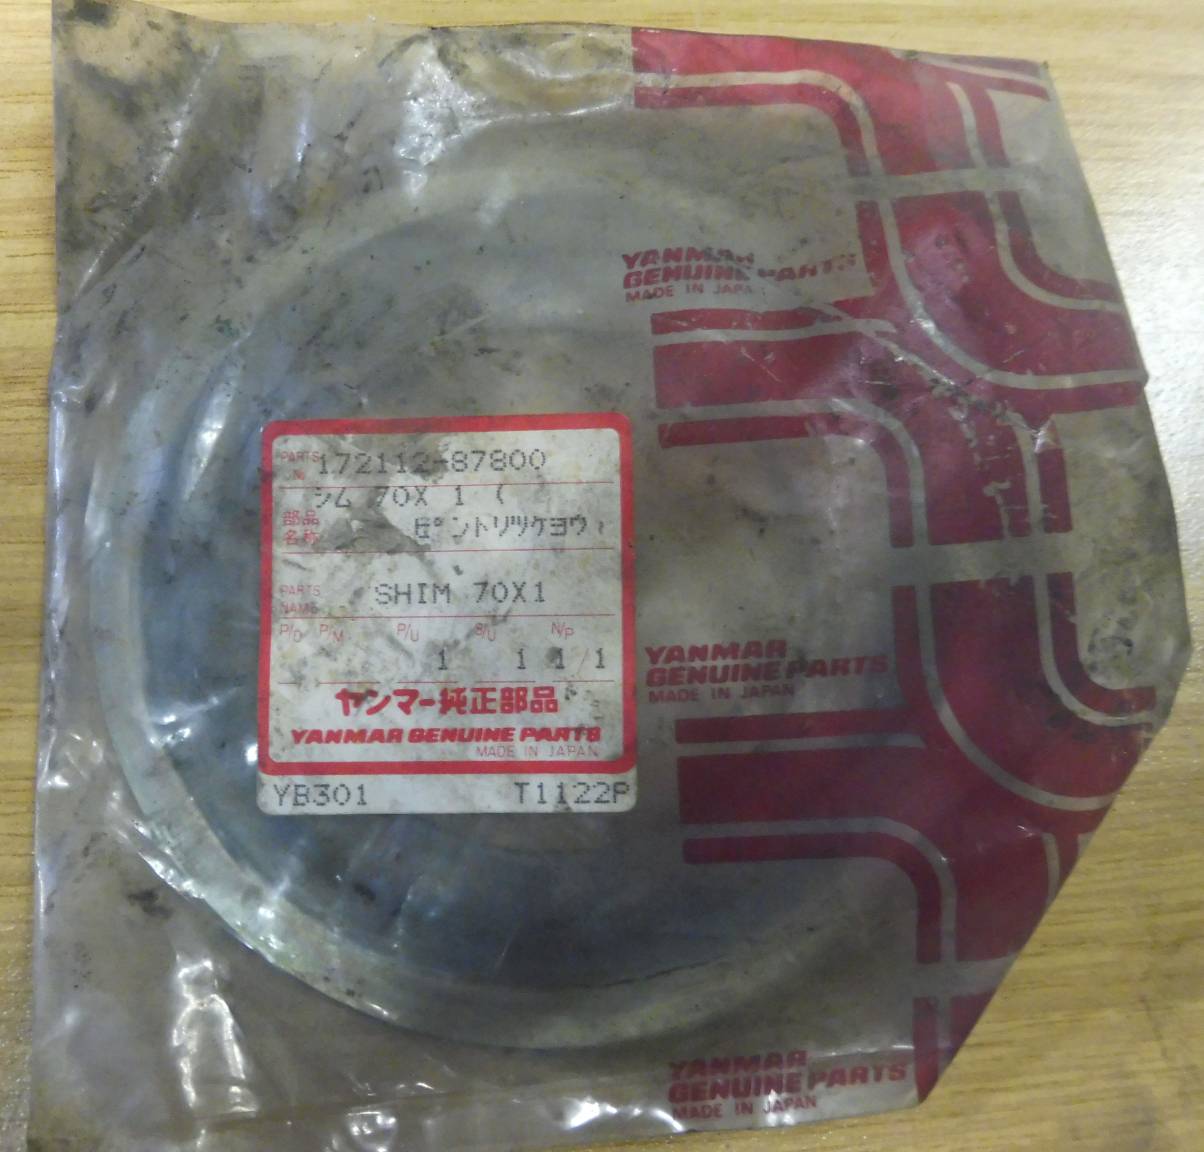 YANMAR
GENUINE PARTS
MADE IN JAPA
PARTS
No. 172112-87800
シム 70X 1 (
部品
名称 ピントリツケヨウ
PARTS
NAME SHIM 70X1
P/D P/M P/U S/U N/P
1 1 1/1
ヤンマー純正部品
YANMAR GENUINE PARTS
MADE IN JAPAN
YB301 T1122P
YANMAR
GENUINE PARTS
MADE IN JAPAN
YANMAR
GENUINE PARTS
MADE IN JAPAN